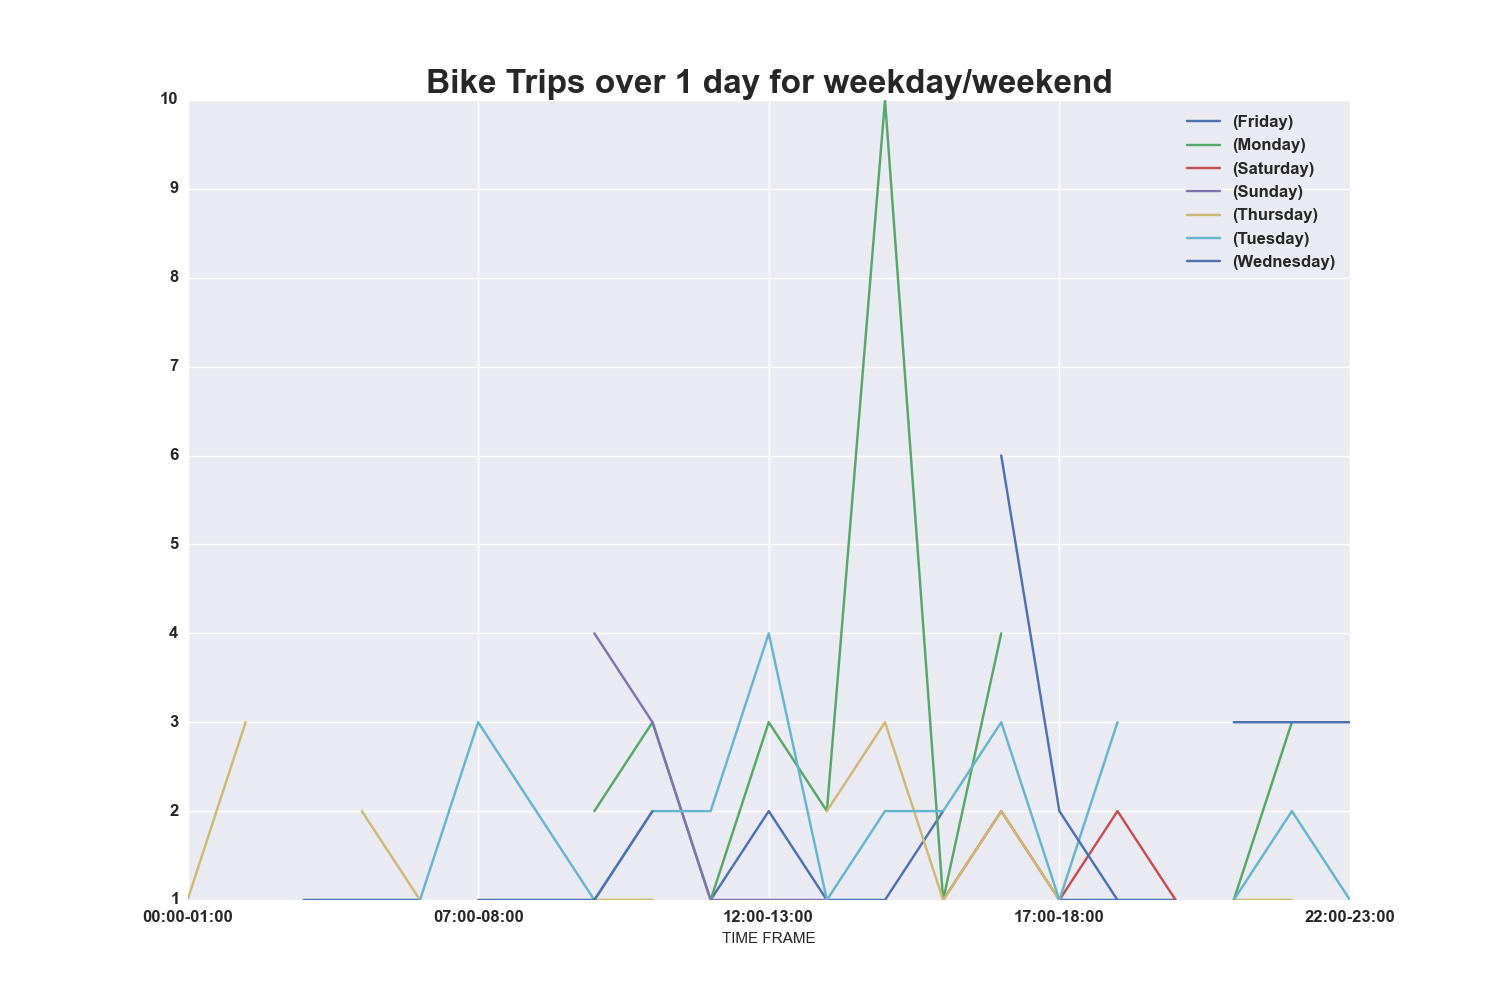 Bike Trips over 1 day for weekday/weekend
10
9
8
7
6
5
4
3
2
1
(Friday)
(Monday)
(Saturday)
(Sunday)
(Thursday)
(Tuesday)
(Wednesday)
00:00-01:00 07:00-08:00 12:00-13:00 17:00-18:00 22:00-23:00
TIME FRAME